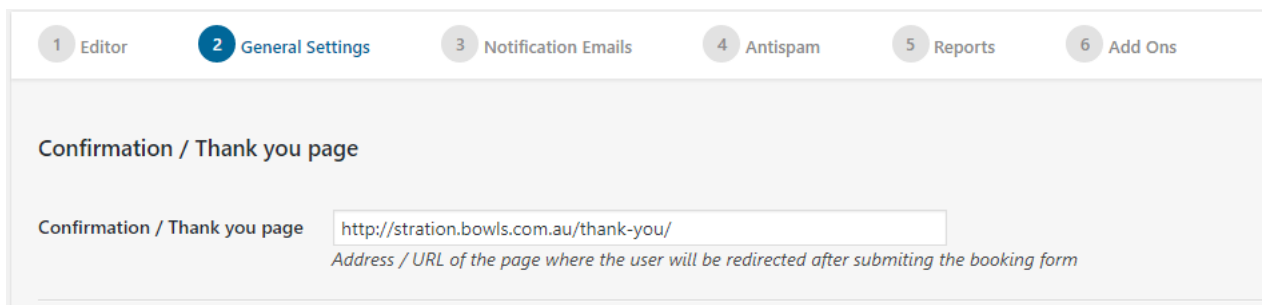 1 Editor 2 General Settings 3 Notification Emails 4 Antispam 5 Reports 6 Add Ons
Confirmation / Thank you page
Confirmation / Thank you page http://stration.bowls.com.au/thank-you/
Address / URL of the page where the user will be redirected after submiting the booking form